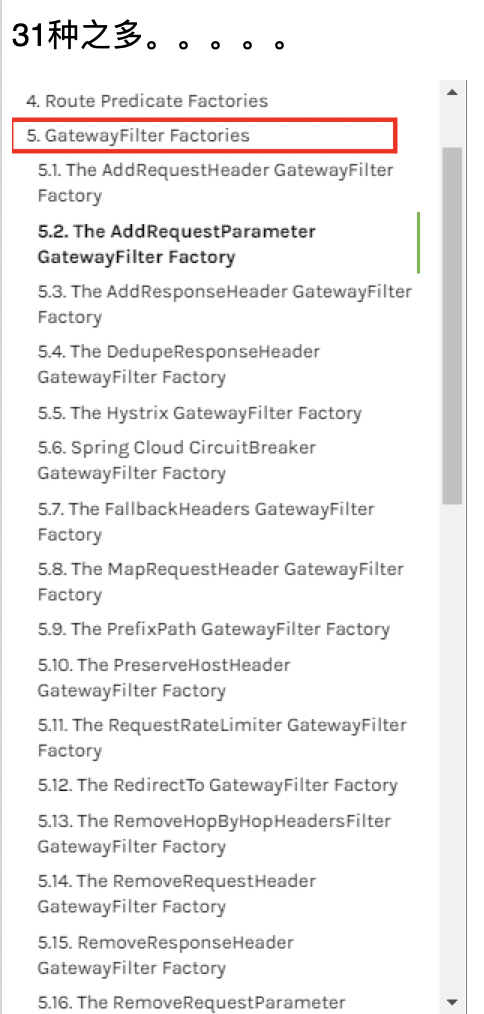 31种之多。。。。。
4. Route Predicate Factories
5. GatewayFilter Factories
5.1. The AddRequestHeader GatewayFilter
Factory
5.2. The AddRequestParameter
GatewayFilter Factory
5.3. The AddResponseHeader GatewayFilter
Factory
5.4. The DedupeResponseHeader
GatewayFilter Factory
5.5. The Hystrix GatewayFilter Factory
5.6. Spring Cloud CircuitBreaker
GatewayFilter Factory
5.7. The FallbackHeaders GatewayFilter
Factory
5.8. The MapRequestHeader GatewayFilter
Factory
5.9. The PrefixPath GatewayFilter Factory
5.10. The PreserveHostHeader
GatewayFilter Factory
5.11. The RequestRateLimiter GatewayFilter
Factory
5.12. The RedirectTo GatewayFilter Factory
5.13. The RemoveHopByHopHeadersFilter
GatewayFilter Factory
5.14. The RemoveRequestHeader
GatewayFilter Factory
5.15. RemoveResponseHeader
GatewayFilter Factory
5.16. The RemoveRequestParameter